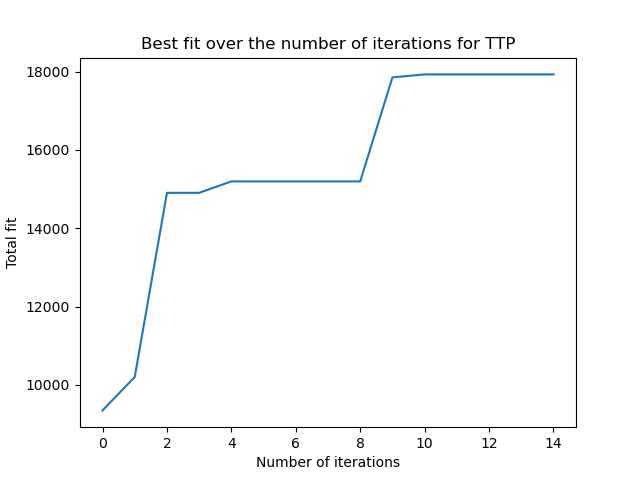 Best fit over the number of iterations for TTP
18000
16000
14000
12000
10000
Total fit
0 2 4 6 8 10 12 14
Number of iterations